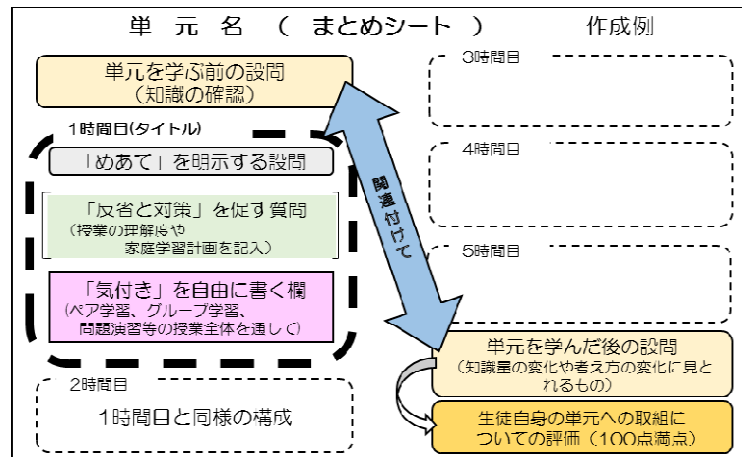 単元名（まとめシート）　作成例
単元を学ぶ前の設問
（知識の確認）
1時間目(タイトル)
「めあて」を明示する設問
「反省と対策」を促す質問
（授業の理解度や
家庭学習計画を記入）
「気付き」を自由に書く欄
（ペア学習、グループ学習、
問題演習等の授業全体を通して）
2時間目
1時間目と同様の構成
関連付けて
3時間目
4時間目
5時間目
単元を学んだ後の設問
（知識量の変化や考え方の変化に見と
れるもの）
生徒自身の単元への取組に
ついての評価（100点満点）